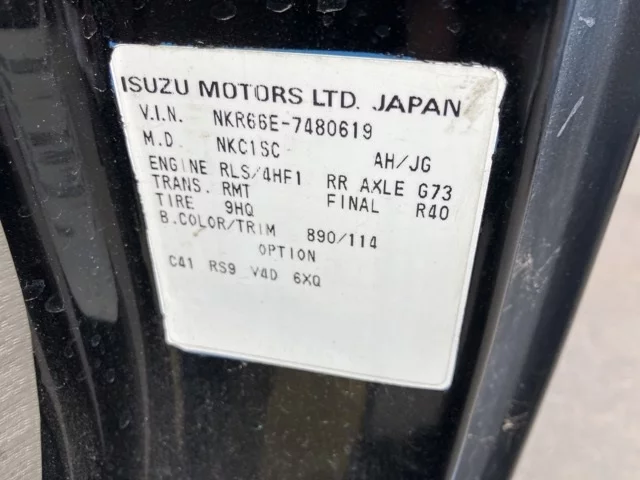 ISUZU MOTORS LTD. JAPAN
V.I.N. NKR66E-7480619
M.D NKC1SC AH/JG
ENGINE RLS/4HF1 RR AXLE G73
TRANS. RMT FINAL R40
TIRE 9HQ
B.COLOR/TRIM 890/114
OPTION
C41 RS9 V4D 6XQ